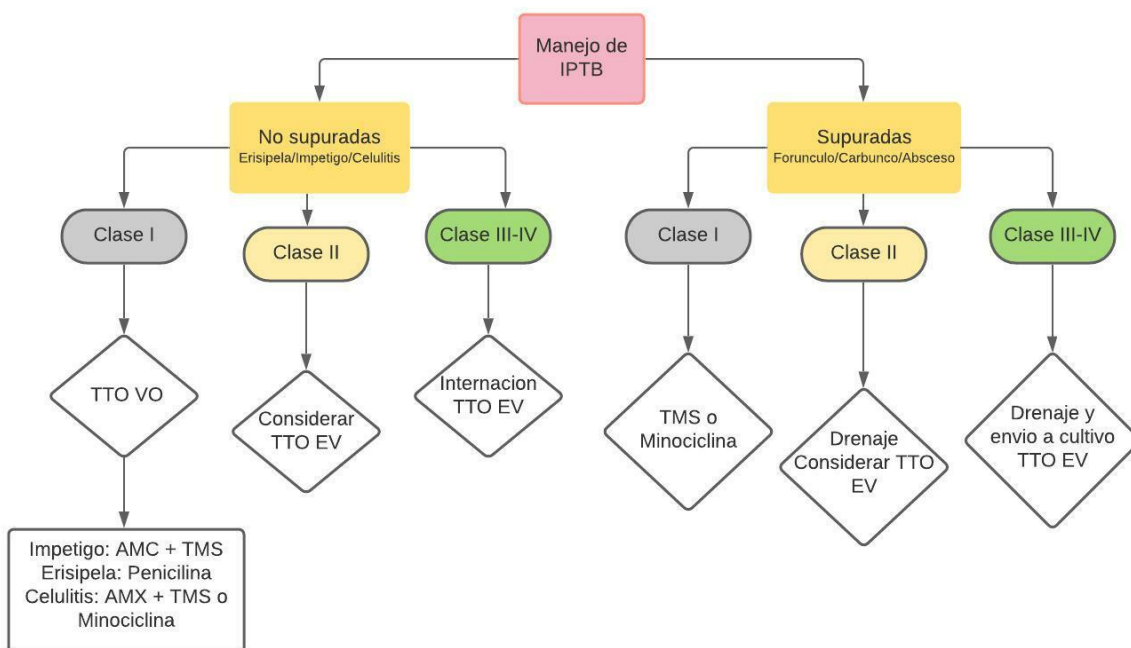 Manejo de
IPTB
No supuradas
Erisipela/Impetigo/Celulitis
Supuradas
Forunculo/Carbunco/Absceso
Clase I
Clase II
Clase III-IV
Clase I
Clase II
Clase III-IV
TTO VO
Considerar
TTO EV
Internacion
TTO EV
TMS o
Minociclina
Drenaje
Considerar TTO
EV
Drenaje y
envio a cultivo
TTO EV
Impetigo: AMC + TMS
Erisipela: Penicilina
Celulitis: AMX + TMS o
Minociclina